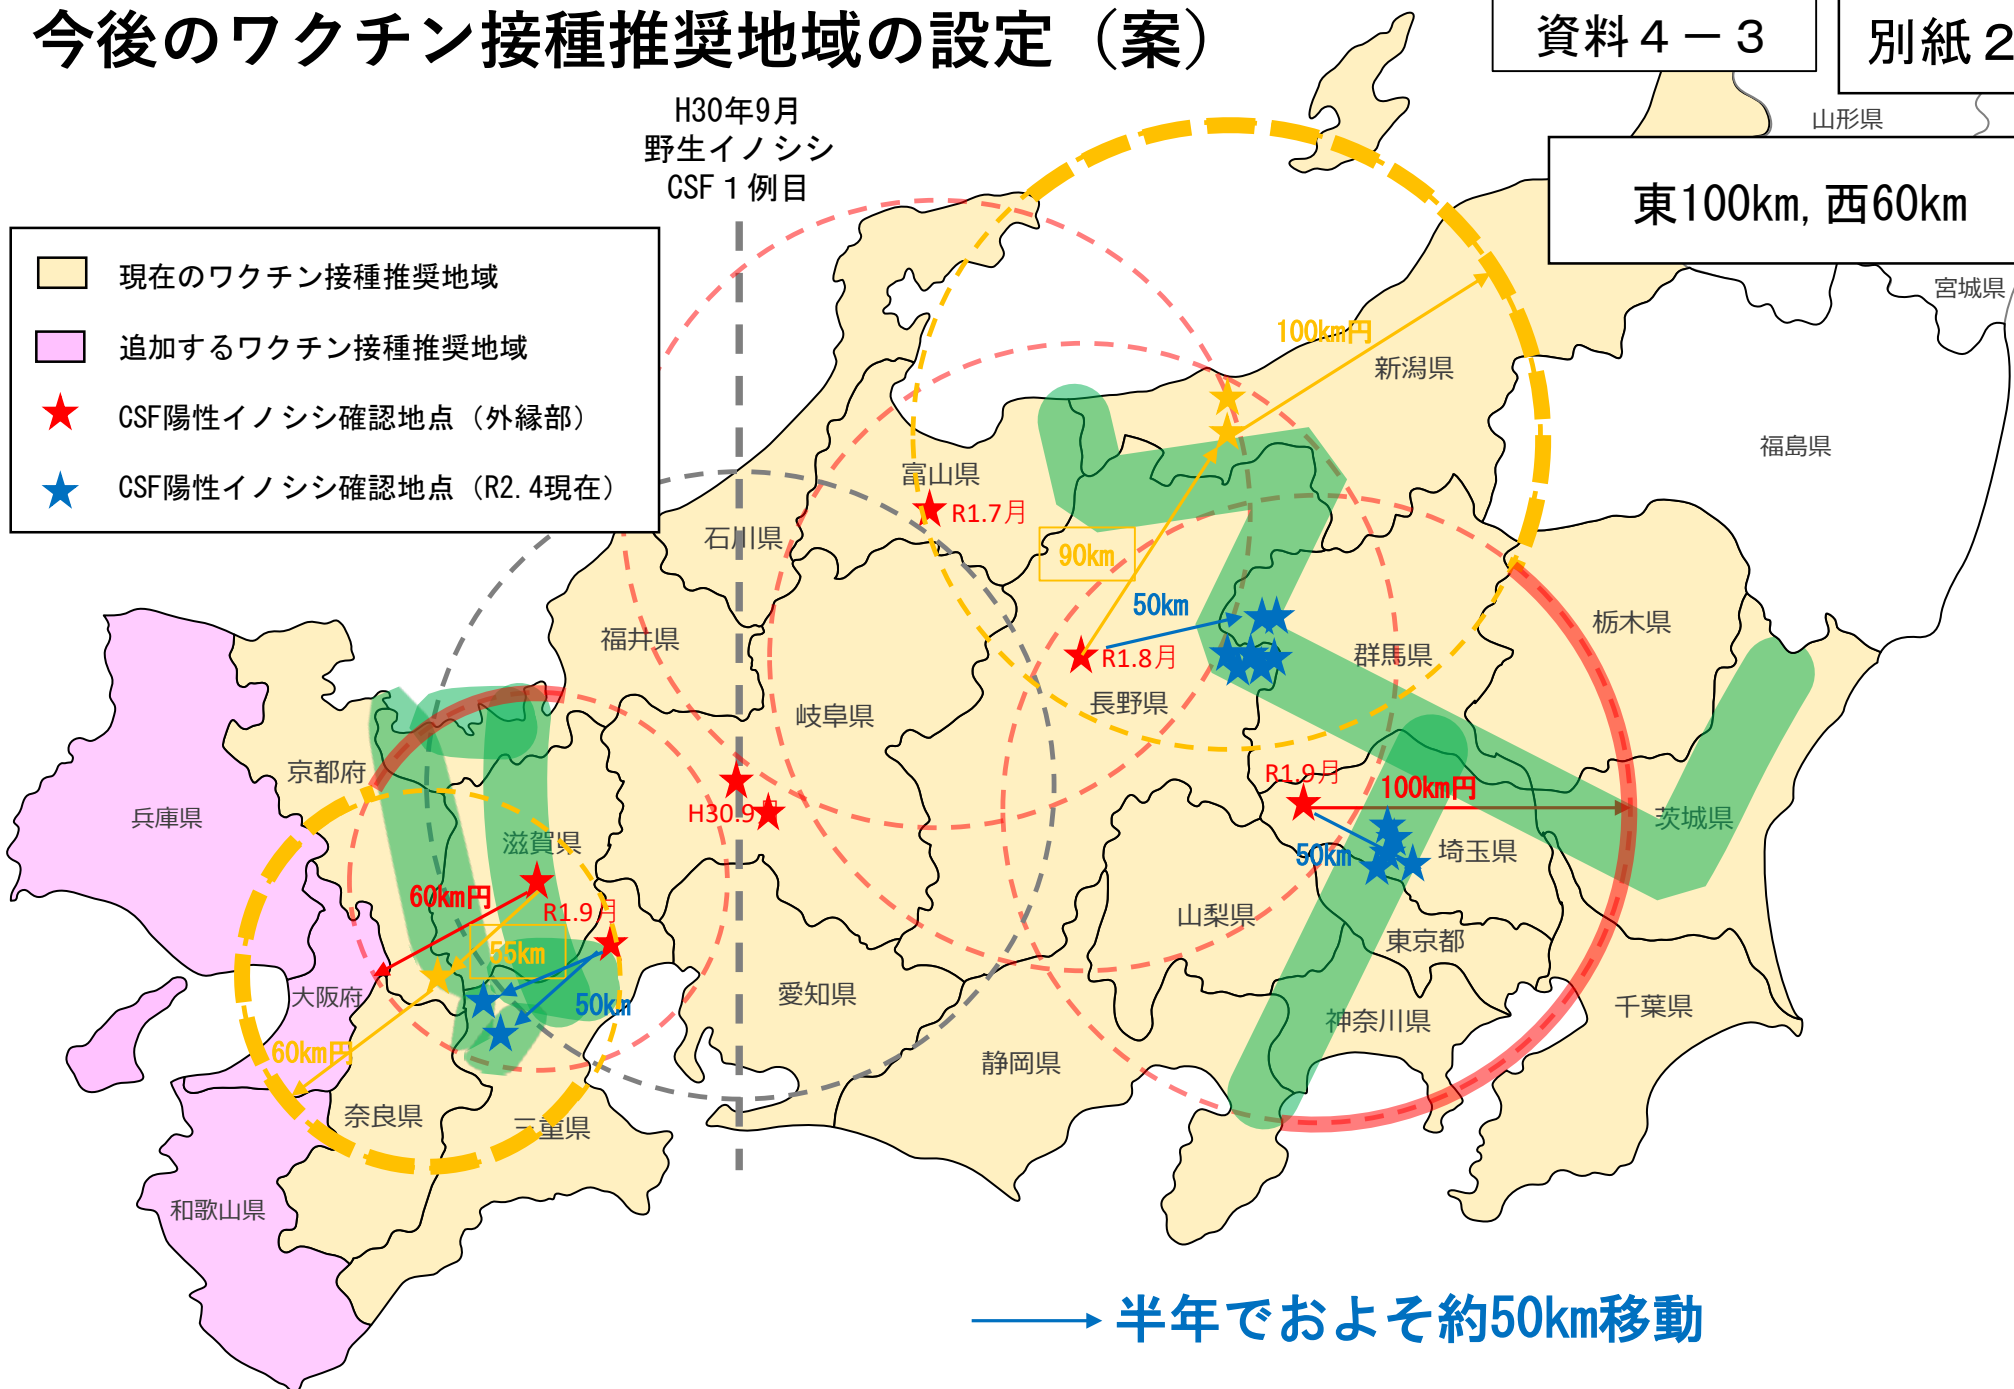 今後のワクチン接種推奨地域の設定（案）
資料４－３
別紙２
山形県
H30年9月
野生イノシシ
CSF１例目
東100km,西60km
宮城県
現在のワクチン接種推奨地域
追加するワクチン接種推奨地域
CSF陽性イノシシ確認地点（外縁部）
CSF陽性イノシシ確認地点（R2.4現在）
100km円
新潟県
福島県
富山県
R1.7月
石川県
90km
50km
栃木県
福井県
R1.8月
群馬県
長野県
岐阜県
京都府
R1.9月
100km円
兵庫県
H30.9月
茨城県
滋賀県
50km
埼玉県
60km円
R1.9月
山梨県
東京都
55km
大阪府
50km
愛知県
千葉県
神奈川県
60km円
静岡県
奈良県
三重県
和歌山県
半年でおよそ約50km移動